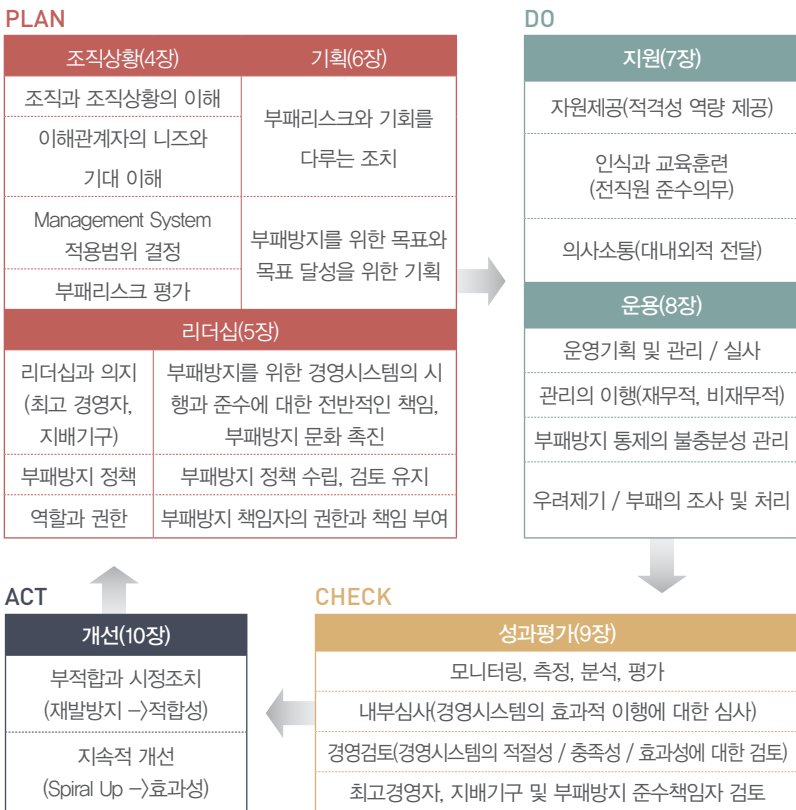 PLAN
조직상황(4장)
기획(6장)
조직과 조직상황의 이해
이해관계자의 니즈와
기대 이해
Management System
적용범위 결정
부패리스크 평가
부패리스크와 기회를
다루는 조치
부패방지를 위한 목표와
목표 달성을 위한 기획
리더십(5장)
리더십과 의지
(최고 경영자,
지배기구)
부패방지를 위한 경영시스템의 시
행과 준수에 대한 전반적인 책임,
부패방지 문화 촉진
부패방지 정책
부패방지 정책 수립, 검토 유지
역할과 권한
부패방지 책임자의 권한과 책임 부여
DO
지원(7장)
자원제공(적격성 역량 제공)
인식과 교육훈련
(전직원 준수의무)
의사소통(대내외적 전달)
운용(8장)
운영기획 및 관리 / 실사
관리의 이행(재무적, 비재무적)
부패방지 통제의 불충분성 관리
우려제기 / 부패의 조사 및 처리
ACT
개선(10장)
부적합과 시정조치
(재발방지 –>적합성)
지속적 개선
(Spiral Up –>효과성)
CHECK
성과평가(9장)
모니터링, 측정, 분석, 평가
내부심사(경영시스템의 효과적 이행에 대한 심사)
경영검토(경영시스템의 적절성 / 충족성 / 효과성에 대한 검토)
최고경영자, 지배기구 및 부패방지 준수책임자 검토